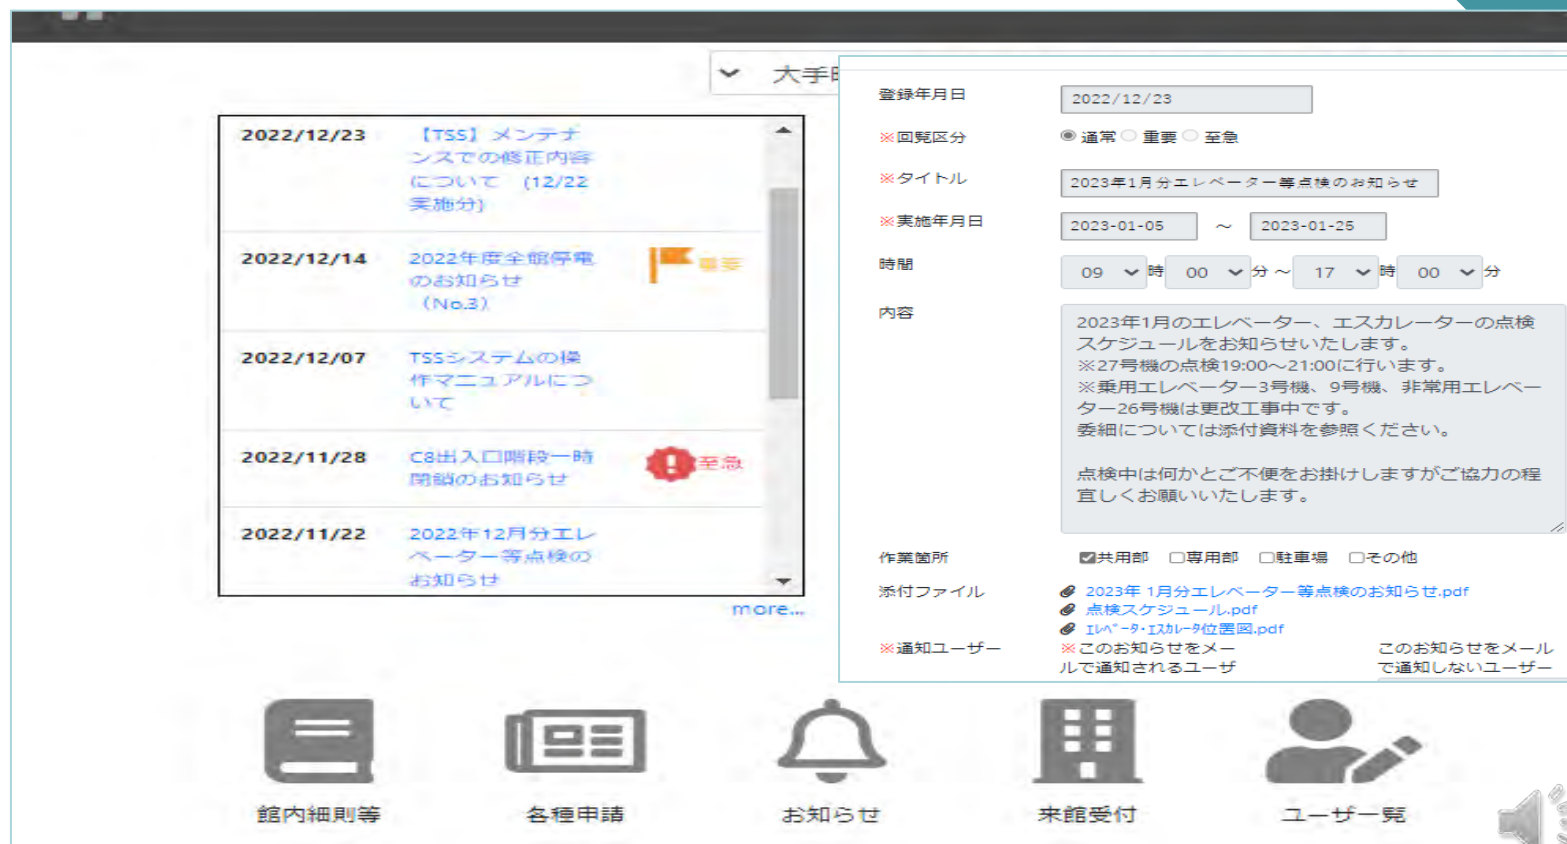 大手
2022/12/23 【TSS】メンテナ
ンスでの修正内容
について (12/22
実施分)
2022/12/14 2022年度全館停電 重要
のお知らせ
(No.3)
2022/12/07 TSSシステムの操
作マニュアルにつ
いて
2022/11/28 C8出入口階段一時 至急
閉鎖のお知らせ
2022/11/22 2022年12月分エレ
ベーター等点検の
お知らせ
more...
登録年月日 2022/12/23
※回覧区分 通常 重要 至急
※タイトル 2023年1月分エレベーター等点検のお知らせ
※実施年月日 2023-01-05 ～ 2023-01-25
時間 09 時 00 分 ～ 17 時 00 分
内容 2023年1月のエレベーター、エスカレーターの点検
スケジュールをお知らせいたします。
※27号機の点検19:00～21:00に行います。
※乗用エレベーター3号機、9号機、非常用エレベー
ター26号機は更改工事中です。
委細については添付資料を参照ください。
点検中は何かとご不便をお掛けしますがご協力の程
宜しくお願いいたします。
作業箇所 共用部 専用部 駐車場 その他
添付ファイル 2023年 1月分エレベーター等点検のお知らせ.pdf
点検スケジュール.pdf
ｴﾚﾍﾞｰﾀ･ｴｽｶﾚｰﾀ位置図.pdf
※通知ユーザー ※このお知らせをメー このお知らせをメール
ルで通知されるユーザ で通知しないユーザー
館内細則等 各種申請 お知らせ 来館受付 ユーザ一覧